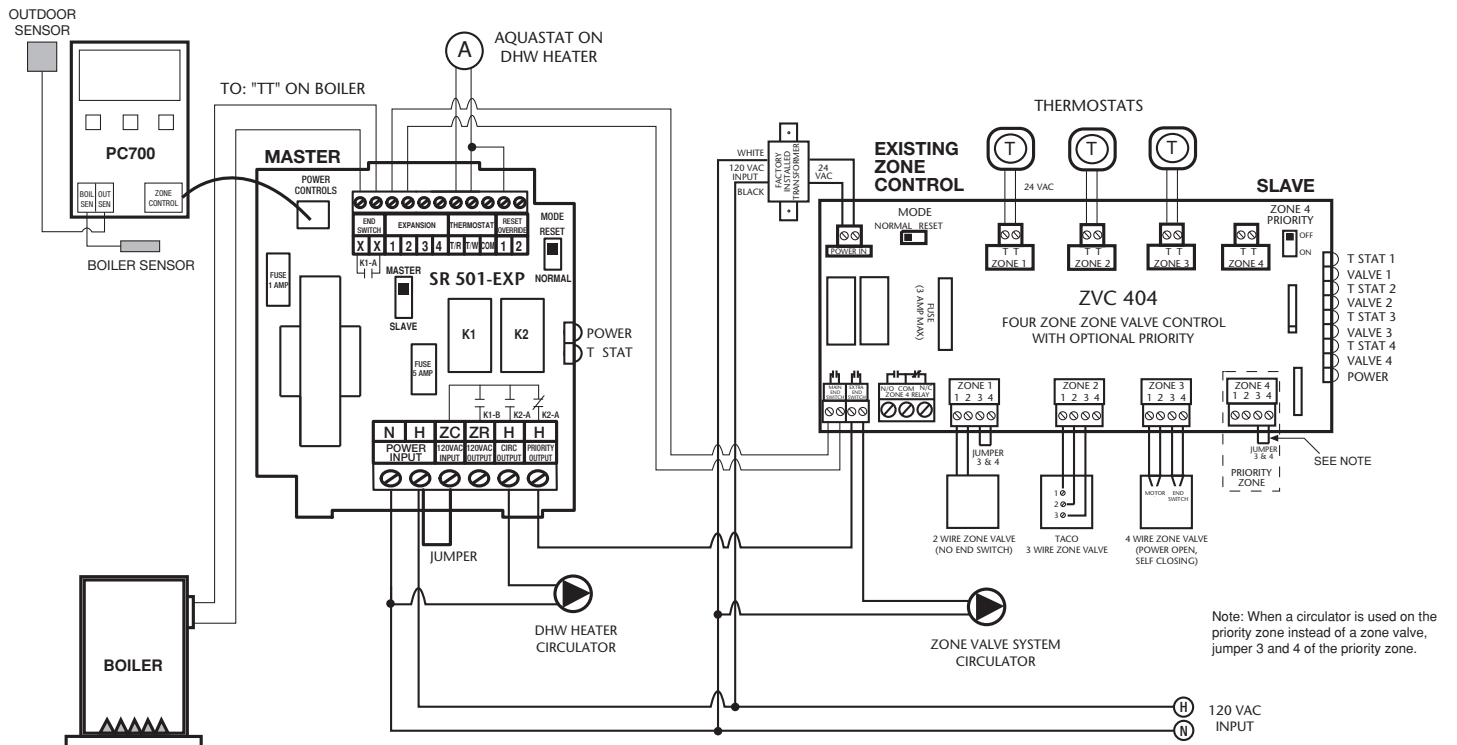 OUTDOOR
SENSOR
PC700
BOIL
SEN
OUT
SEN
ZONE
CONTROL
BOILER SENSOR
TO: "TT" ON BOILER
A
AQUASTAT ON
DHW HEATER
MASTER
POWER
CONTROLS
END
SWITCH
EXPANSION
THERMOSTAT
RESET
OVERRIDE
X X 1 2 3 4 T/R T/W COM 1 2
K1-A
MODE
RESET
NORMAL
FUSE
1 AMP
MASTER
SLAVE
SR 501-EXP
K1
K2
FUSE
5 AMP
POWER
T STAT
K1-B
K2-A
K2-A
N H ZC ZR H H
POWER
INPUT
120VAC
INPUT
120VAC
OUTPUT
CIRC
OUTPUT
PRIORITY
OUTPUT
JUMPER
DHW HEATER
CIRCULATOR
BOILER
WHITE
120 VAC
INPUT
BLACK
FACTORY
INSTALLED
TRANSFORMER
24
VAC
EXISTING
ZONE
CONTROL
THERMOSTATS
T
T
T
24 VAC
SLAVE
MODE
NORMAL RESET
POWER IN
T T
ZONE 1
T T
ZONE 2
T T
ZONE 3
T T
ZONE 4
ZONE 4
PRIORITY
OFF
ON
T STAT 1
VALVE 1
T STAT 2
VALVE 2
T STAT 3
VALVE 3
T STAT 4
VALVE 4
POWER
FUSE
(3 AMP MAX)
ZVC 404
FOUR ZONE ZONE VALVE CONTROL
WITH OPTIONAL PRIORITY
MAIN
END
SWITCH
EXTRA
END
SWITCH
N/O COM N/C
ZONE 4 RELAY
ZONE 1
1 2 3 4
ZONE 2
1 2 3 4
ZONE 3
1 2 3 4
ZONE 4
1 2 3 4
JUMPER
3 & 4
JUMPER
3 & 4
PRIORITY
ZONE
SEE NOTE
1
2
3
MOTOR
END
SWITCH
2 WIRE ZONE VALVE
(NO END SWITCH)
TACO
3 WIRE ZONE VALVE
4 WIRE ZONE VALVE
(POWER OPEN,
SELF CLOSING)
ZONE VALVE SYSTEM
CIRCULATOR
Note: When a circulator is used on the
priority zone instead of a zone valve,
jumper 3 and 4 of the priority zone.
H
N
120 VAC
INPUT